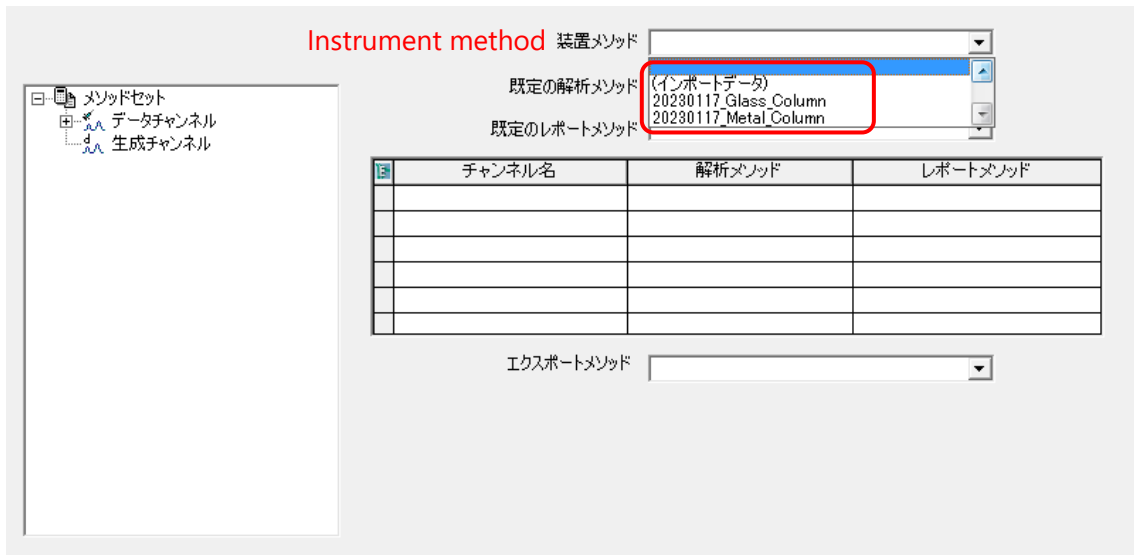 Instrument method 装置メソッド
既定の解析メソッド
(インポートデータ)
20230117_Glass_Column
20230117_Metal_Column
既定のレポートメソッド
メソッドセット
データチャンネル
生成チャンネル
チャンネル名 解析メソッド レポートメソッド
エクスポートメソッド